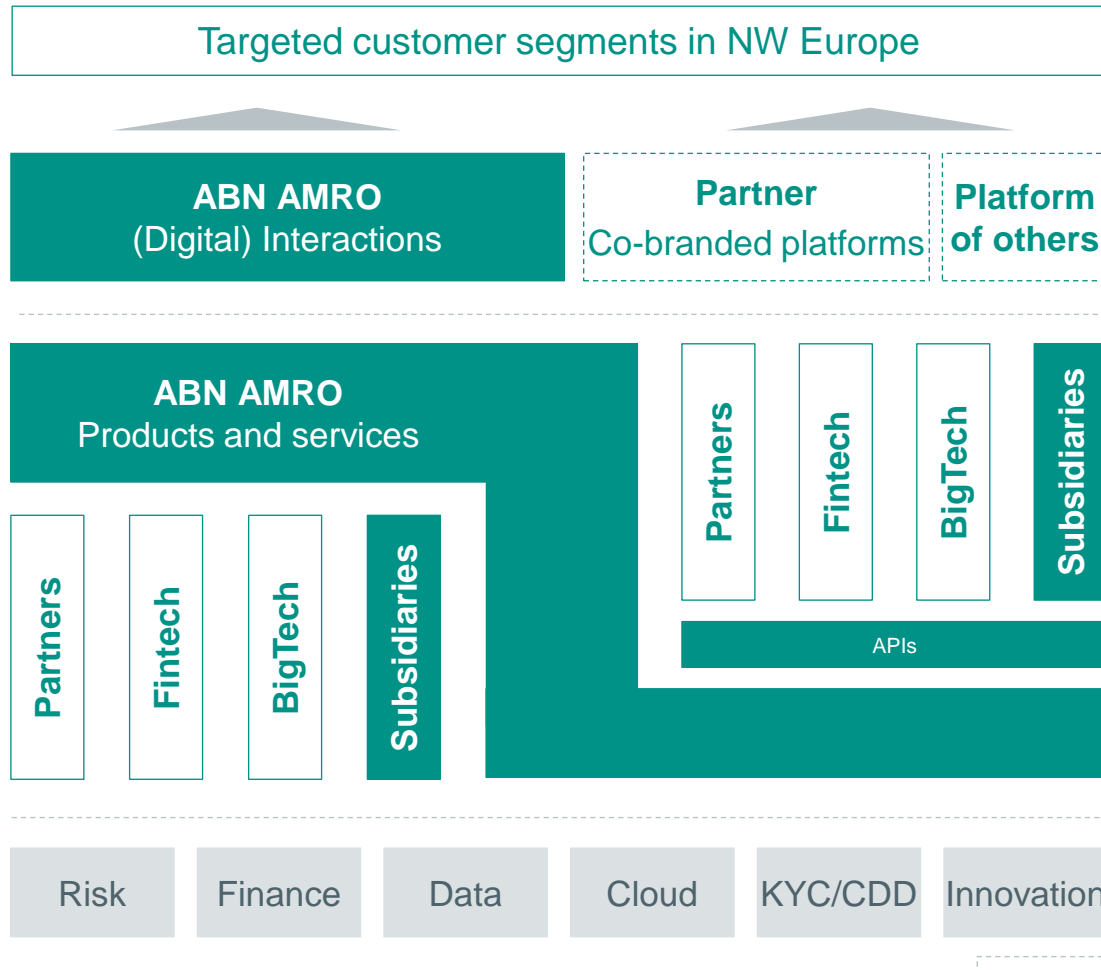 Targeted customer segments in NW Europe
ABN AMRO
(Digital) Interactions
Partner
Co-branded platforms
Platform
of others
ABN AMRO
Products and services
Partners
Fintech
BigTech
Subsidiaries
APIs
Partners
Fintech
BigTech
Subsidiaries
Risk
Finance
Data
Cloud
KYC/CDD
Innovation